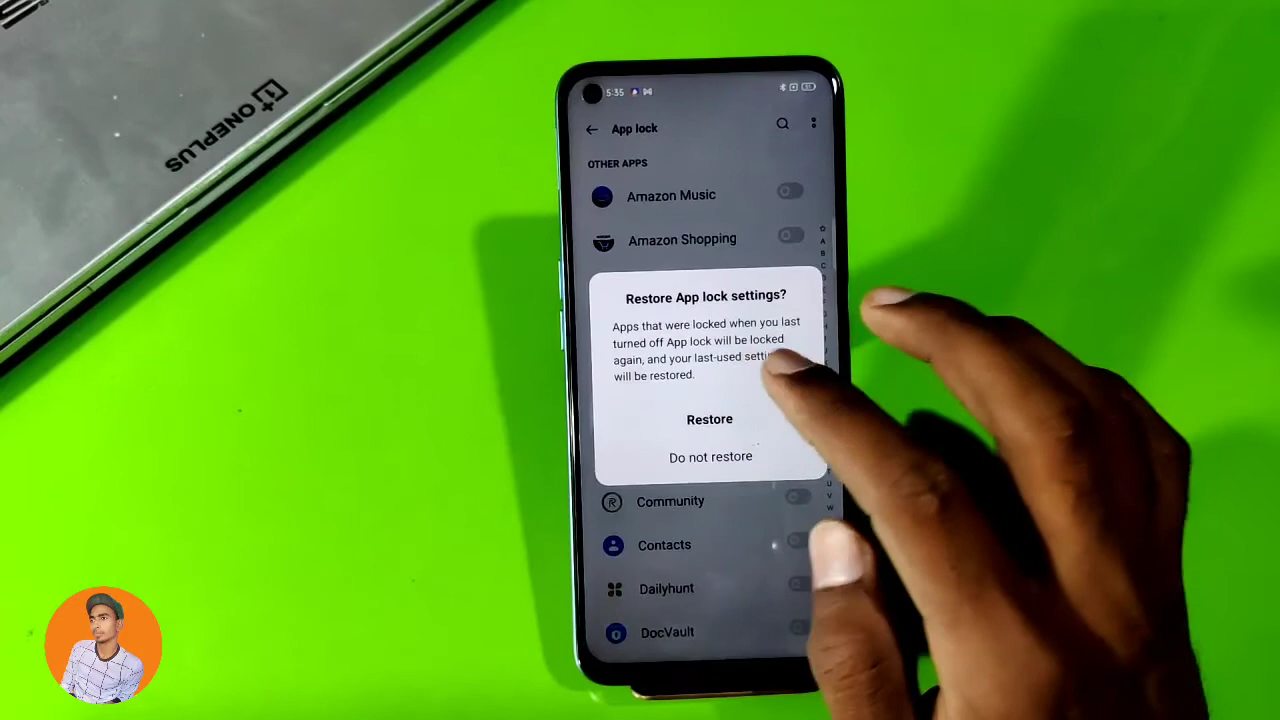 ONEPLUS
5:35
App lock
OTHER APPS
Amazon Music
Amazon Shopping
A
B
C
Restore App lock settings?
Apps that were locked when you last
turned off App lock will be locked
again, and your last-used
will be restored.
Restore
Do not restore
U
V
W
Community
Contacts
Dailyhunt
DocVault